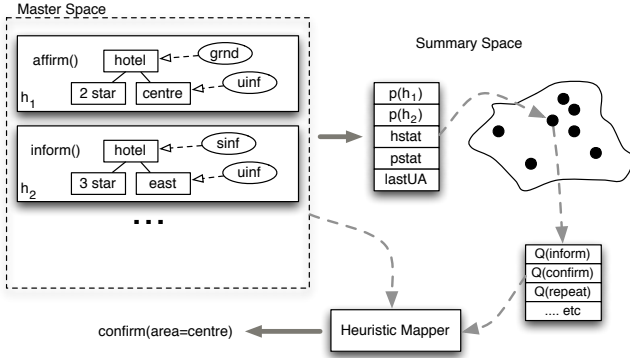 Master Space
affirm()
hotel
grnd
2 star
centre
uinf
h1
inform()
hotel
sinf
3 star
east
uinf
h2
...
Summary Space
p(h1)
p(h2)
hstat
pstat
lastUA
Q(inform)
Q(confirm)
Q(repeat)
.... etc
Heuristic Mapper
confirm(area=centre)